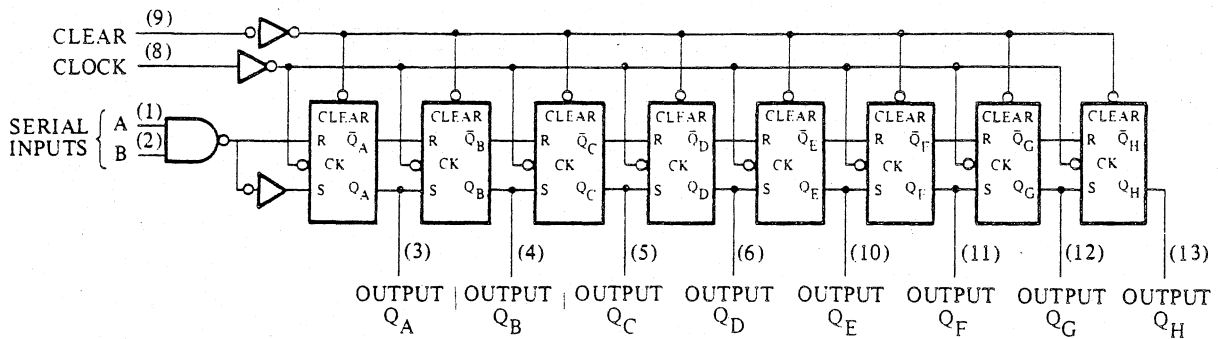 CLEAR (9)
CLOCK (8)
SERIAL INPUTS { A (1)
B (2)
CLEAR CLEAR CLEAR CLEAR CLEAR CLEAR CLEAR CLEAR
R Q̄A R Q̄B R Q̄C R Q̄D R Q̄E R Q̄F R Q̄G R Q̄H
CK CK CK CK CK CK CK CK
S QA S QB S QC S QD S QE S QF S QG S QH
(3) (4) (5) (6) (10) (11) (12) (13)
OUTPUT OUTPUT OUTPUT OUTPUT OUTPUT OUTPUT OUTPUT OUTPUT
QA QB QC QD QE QF QG QH